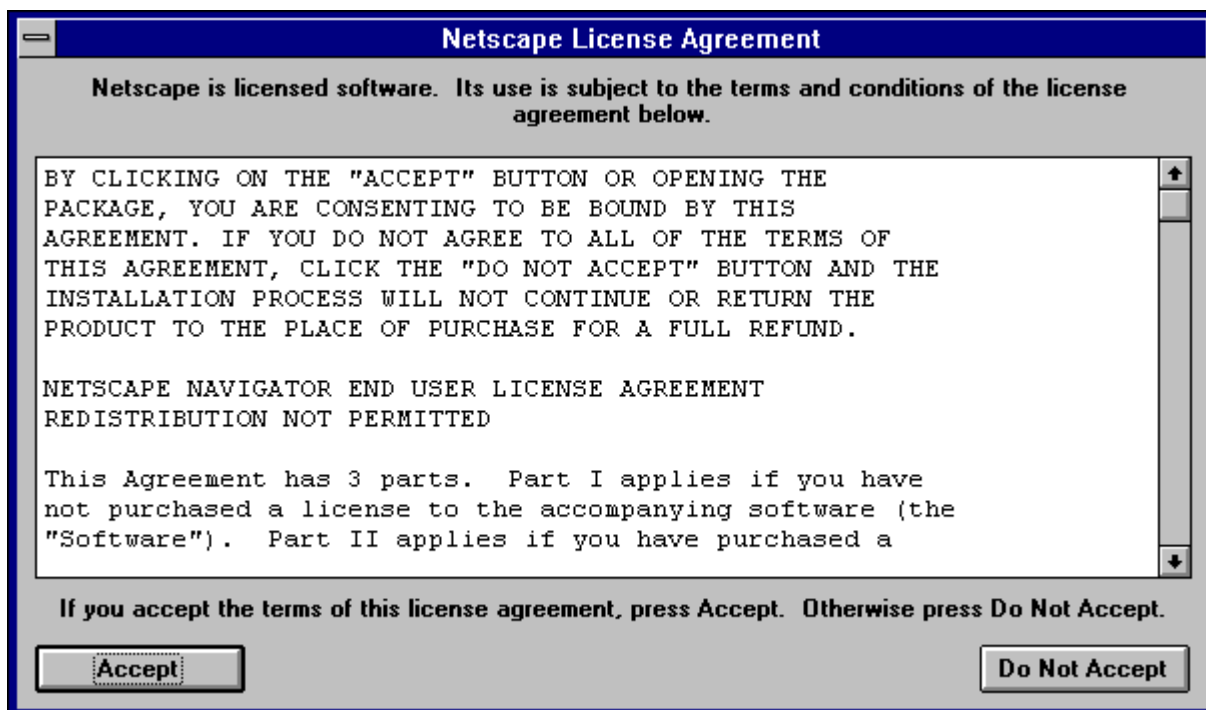 Netscape License Agreement
Netscape is licensed software.  Its use is subject to the terms and conditions of the license
agreement below.
BY CLICKING ON THE "ACCEPT" BUTTON OR OPENING THE
PACKAGE, YOU ARE CONSENTING TO BE BOUND BY THIS
AGREEMENT. IF YOU DO NOT AGREE TO ALL OF THE TERMS OF
THIS AGREEMENT, CLICK THE "DO NOT ACCEPT" BUTTON AND THE
INSTALLATION PROCESS WILL NOT CONTINUE OR RETURN THE
PRODUCT TO THE PLACE OF PURCHASE FOR A FULL REFUND.
NETSCAPE NAVIGATOR END USER LICENSE AGREEMENT
REDISTRIBUTION NOT PERMITTED
This Agreement has 3 parts.  Part I applies if you have
not purchased a license to the accompanying software (the
"Software").  Part II applies if you have purchased a
If you accept the terms of this license agreement, press Accept.  Otherwise press Do Not Accept.
Accept
Do Not Accept